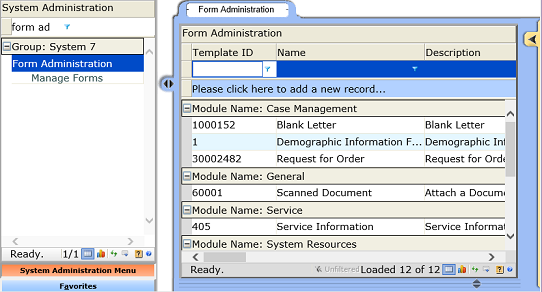 System Administration
form ad
Group: System 7
Form Administration
Manage Forms
Ready. 1/1
System Administration Menu
Favorites
Form Administration
Form Administration
Template ID Name Description
Please click here to add a new record...
Module Name: Case Management
1000152 Blank Letter Blank Letter
1 Demographic Information F... Demographic Inf
30002482 Request for Order Request for Order
Module Name: General
60001 Scanned Document Attach a Docume
Module Name: Service
405 Service Information Service Informat
Module Name: System Resources
Ready. Unfiltered Loaded 12 of 12